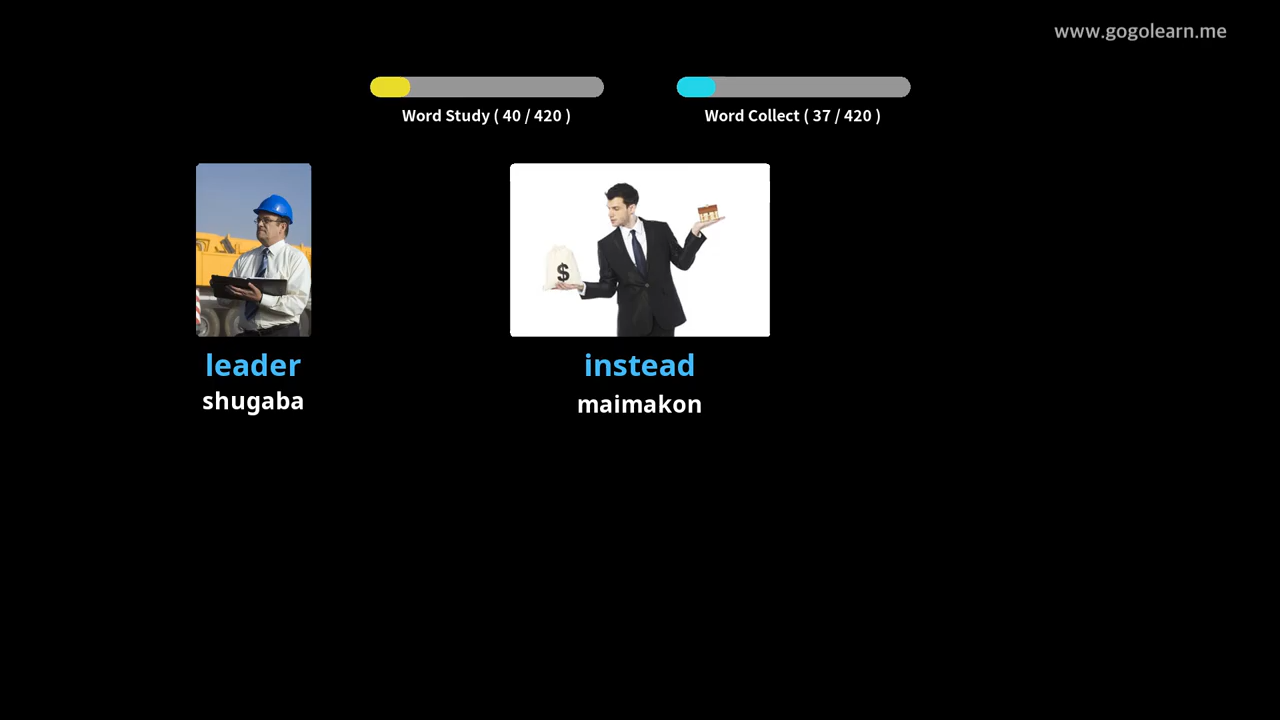 www.gogolearn.me
Word Study ( 40 / 420 )
Word Collect ( 37 / 420 )
$
leader
shugaba
instead
maimakon